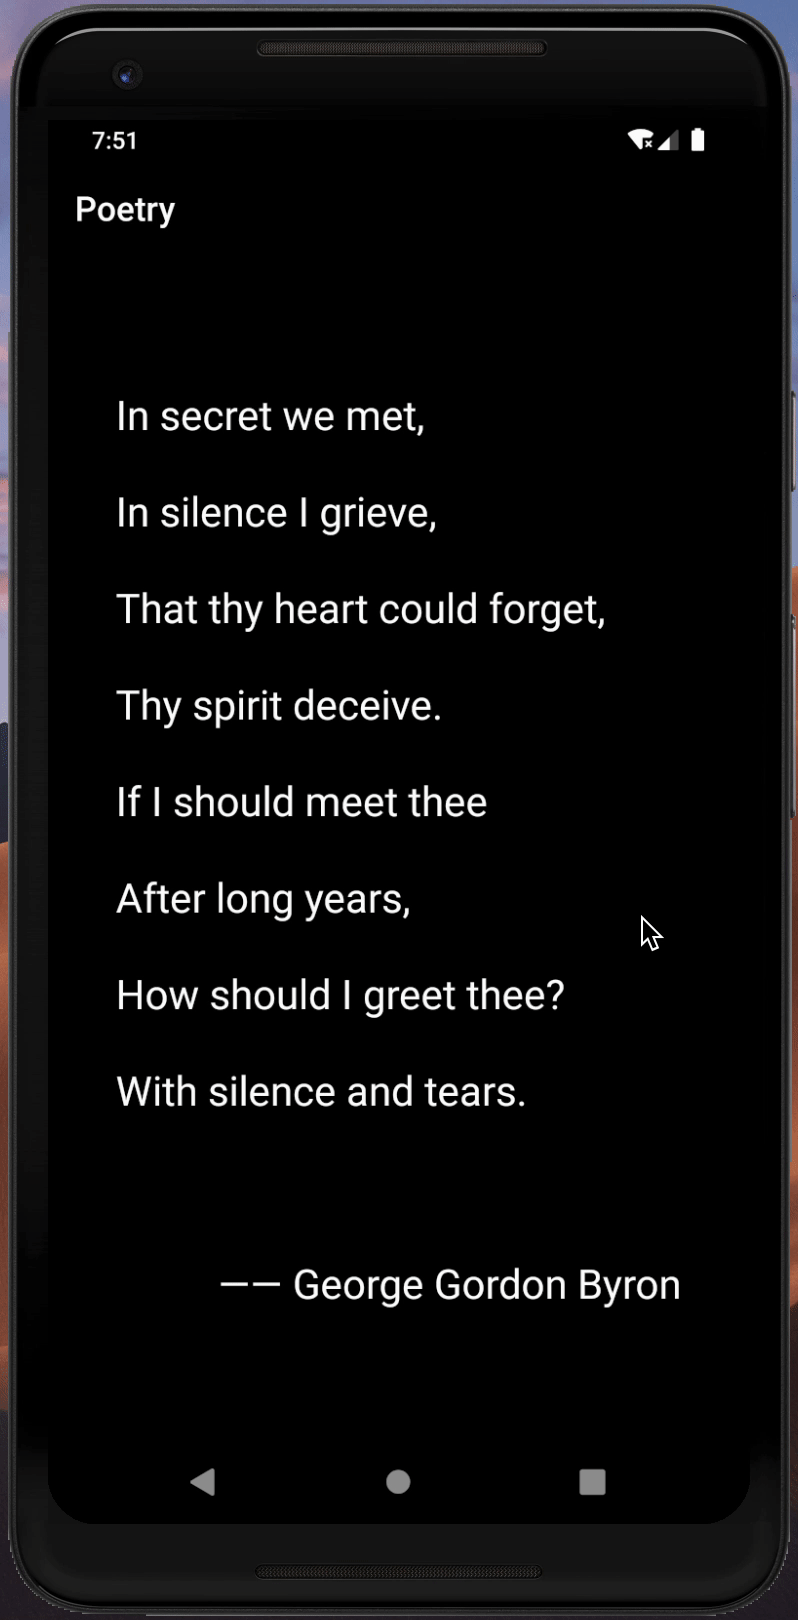 7:51
Poetry
In secret we met,
In silence I grieve,
That thy heart could forget,
Thy spirit deceive.
If I should meet thee
After long years,
How should I greet thee?
With silence and tears.
—— George Gordon Byron